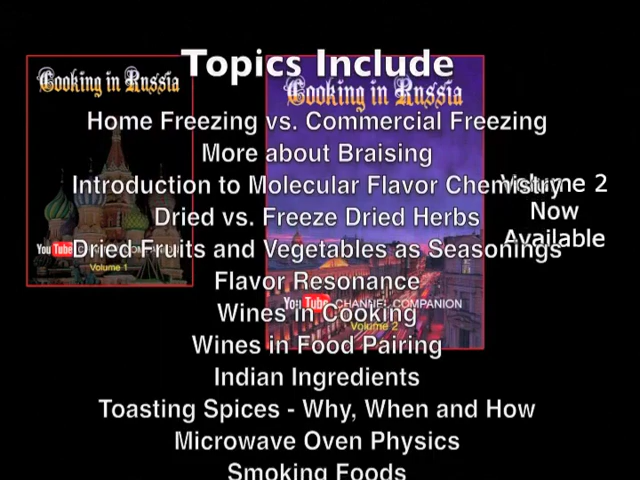 Topics Include
Cooking in Russia
Cooking in Russia
Home Freezing vs. Commercial Freezing
More about Braising
Introduction to Molecular Flavor Chemistry
Volume 2
Now
Available
Dried vs. Freeze Dried Herbs
Dried Fruits and Vegetables as Seasonings
YouTube
Volume 1
Flavor Resonance
YouTube CHANNEL COMPANION
Volume 2
Wines in Cooking
Wines in Food Pairing
Indian Ingredients
Toasting Spices - Why, When and How
Microwave Oven Physics
Smoking Foods